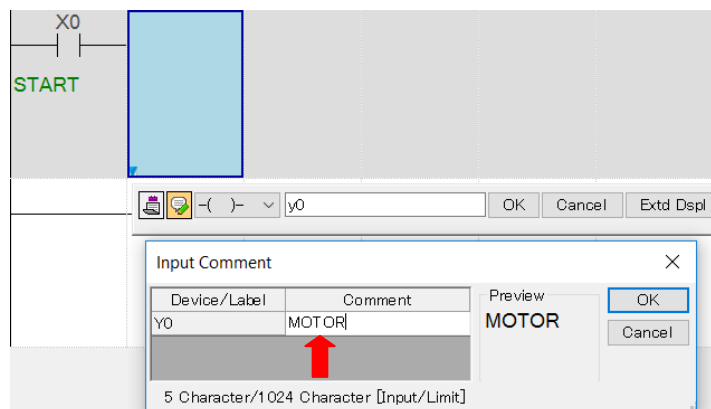 X0
START
-( )- y0 OK Cancel Extd Dspl
Input Comment
Device/Label Comment Preview OK
Y0 MOTOR MOTOR Cancel
5 Character/1024 Character [Input/Limit]